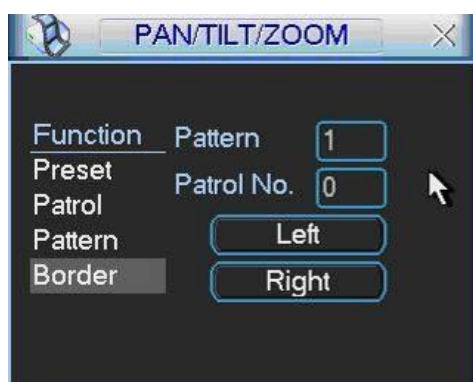 PAN/TILT/ZOOM
Function
Preset
Patrol
Pattern
Border
Pattern 1
Patrol No. 0
Left
Right